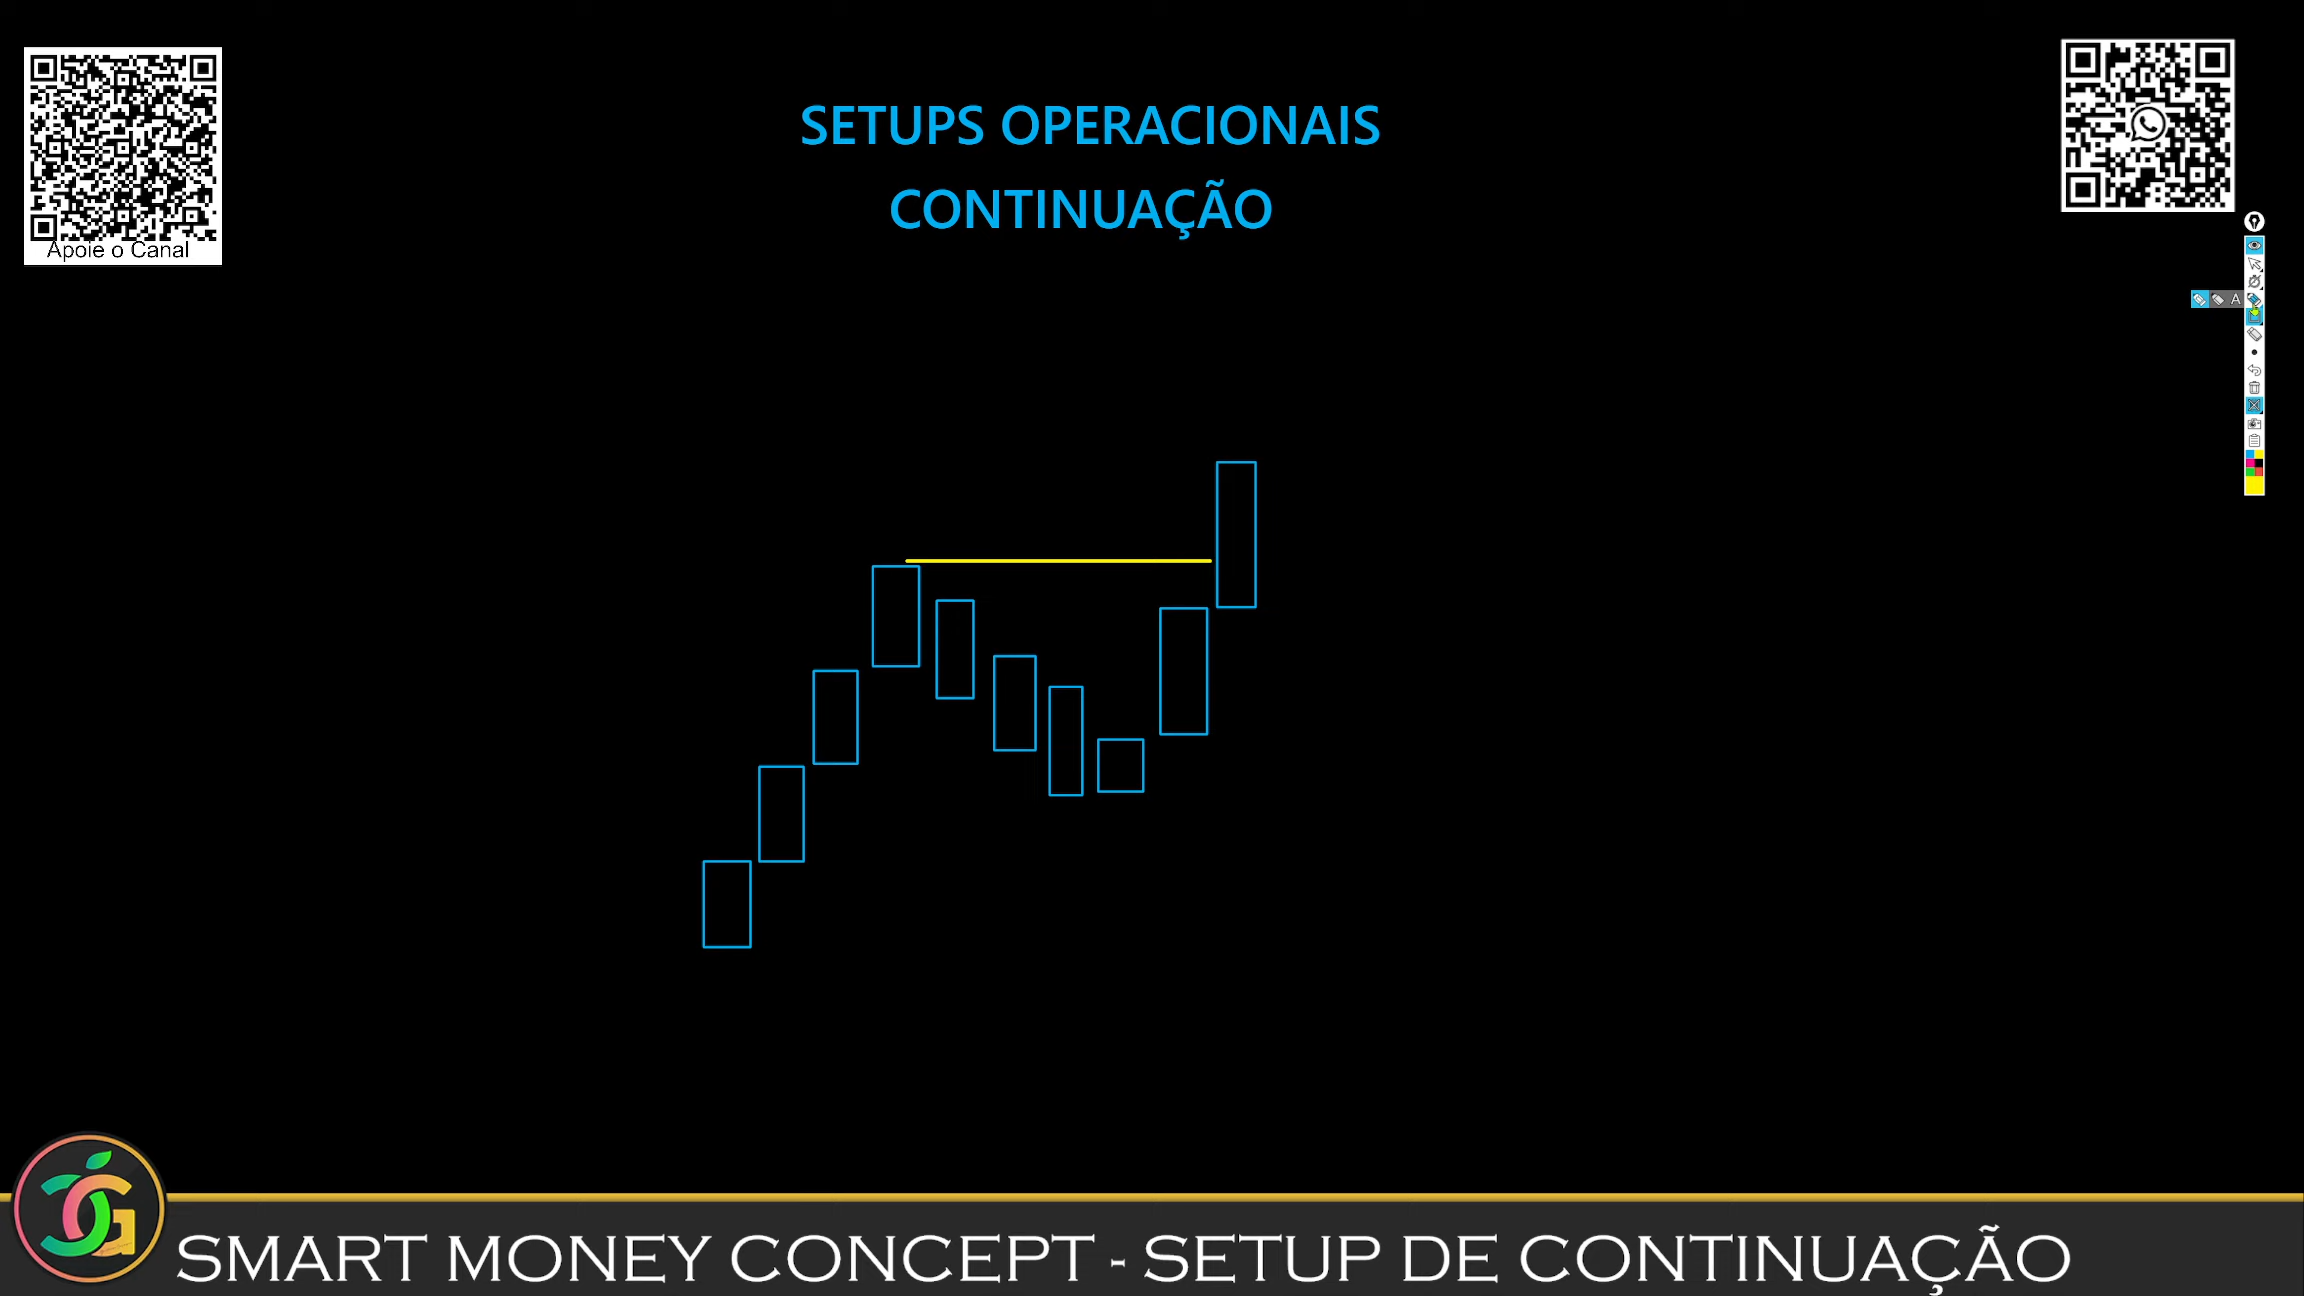 SETUPS OPERACIONAIS
CONTINUAÇÃO
Apoie o Canal
A
SMART MONEY CONCEPT - SETUP DE CONTINUAÇÃO